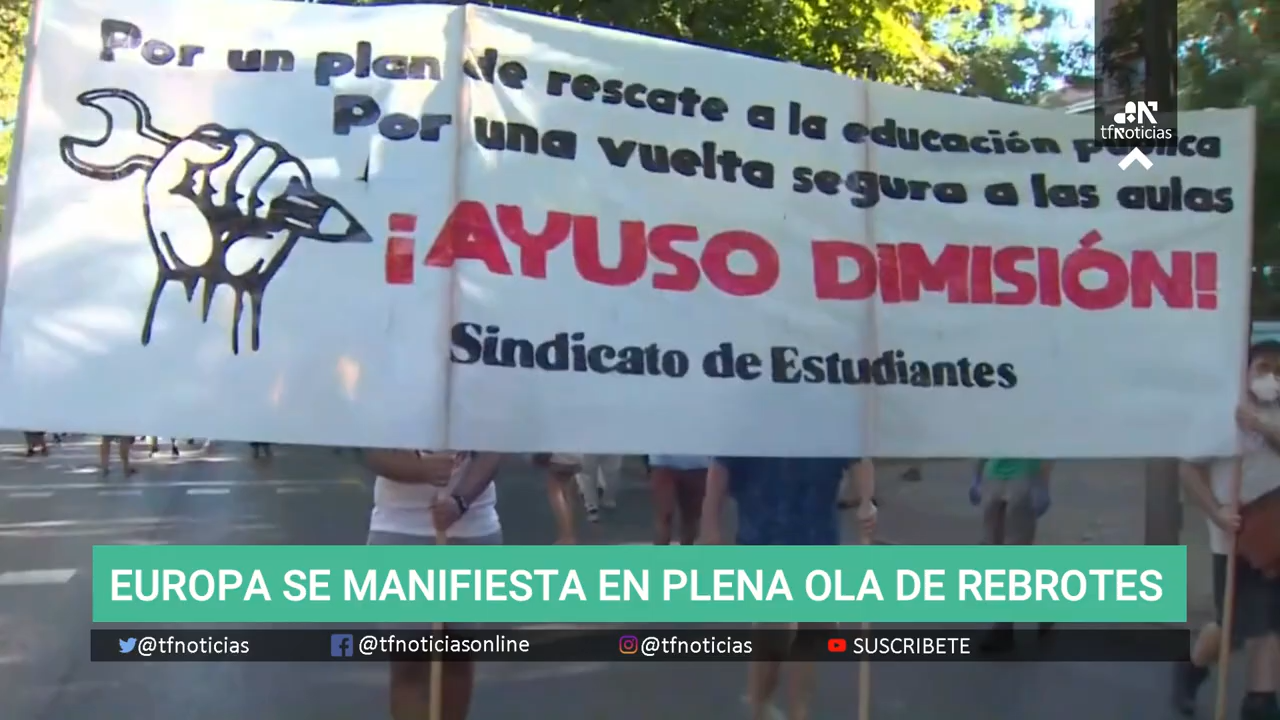 Por un plan de rescate a la educación pública
Por una vuelta segura a las aulas
¡AYUSO DIMISIÓN!
Sindicato de Estudiantes
tfnoticias
EUROPA SE MANIFIESTA EN PLENA OLA DE REBROTES
@tfnoticias @tfnoticiasonline @tfnoticias SUSCRIBETE